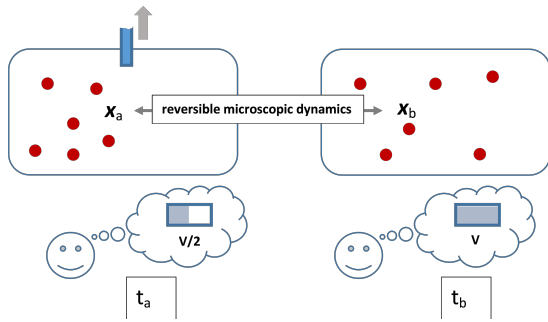 x_a
reversible microscopic dynamics
x_b
V/2
V
t_a
t_b